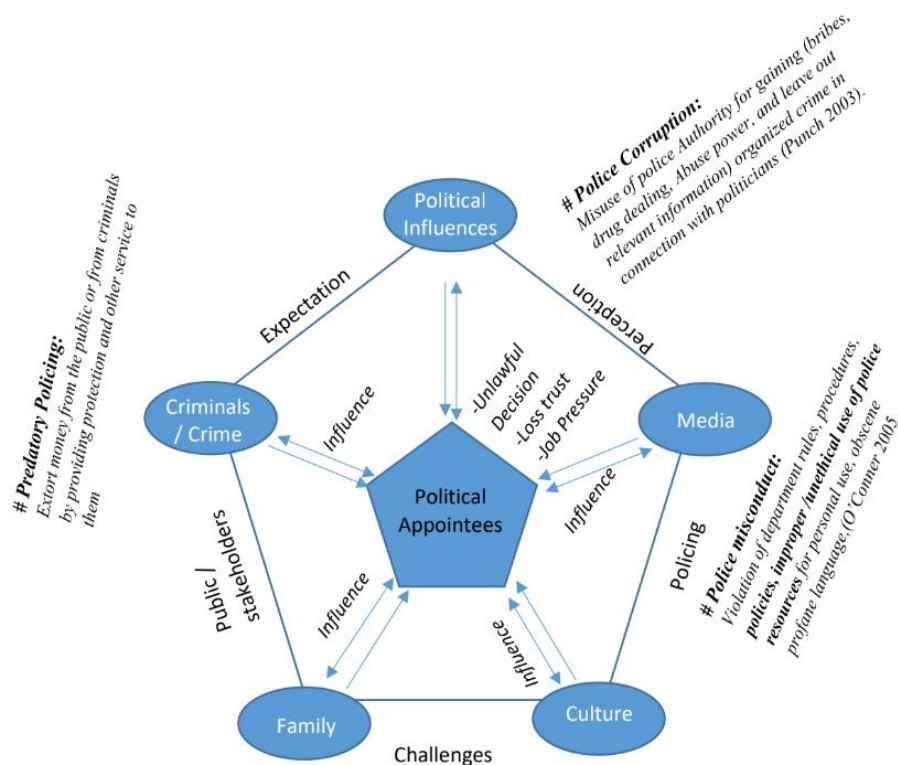 # Police Corruption:
Misuse of police Authority for gaining (bribes,
drug dealing, Abuse power, and leave out
relevant information) organized crime in
connection with politicians (Punch 2003).
Political
Influences
# Predatory Policing:
Extort money from the public or from criminals
by providing protection and other service to
them
Expectation
Perception
Criminals
/ Crime
Influence
-Unlawful
Decision
-Loss trust
-Job Pressure
Media
Influence
Political
Appointees
# Police misconduct:
Violation of department rules, procedures,
policies, improper /unethical use of police
resources for personal use, obscene
profane language,(O'Conner 2005
Policing
Public /
stakeholders
Influence
Influence
Family
Culture
Challenges